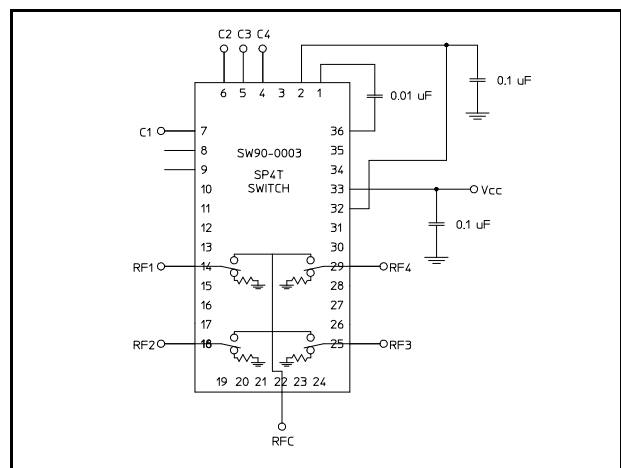 C2 C3 C4
6 5 4 3 2 1
0.1 uF
0.01 uF
C1 7 36
8 35
SW90-0003
9 34
SP4T
10 33 Vcc
SWITCH
11 32
0.1 uF
12 31
13 30
RF1 14 29 RF4
15 28
16 27
17 26
RF2 18 25 RF3
19 20 21 22 23 24
RFC